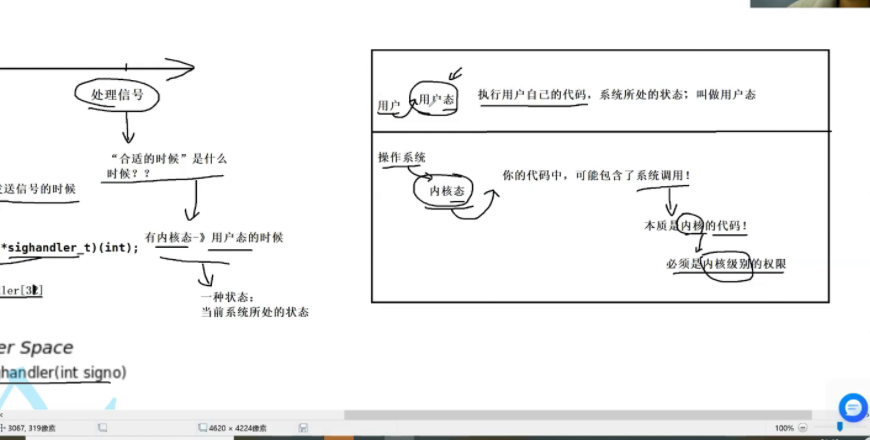 处理信号
“合适的时候”是什么
时候？？
送信号的时候
有内核态-》用户态的时候
*sighandler_t)(int);
一种状态：
当前系统所处的状态
er Space
handler(int signo)
用户
用户态
执行用户自己的代码，系统所处的状态；叫做用户态
操作系统
内核态
你的代码中，可能包含了系统调用！
本质是内核的代码！
必须是内核级别的权限
3067, 319像素
4620 × 4224像素
100%